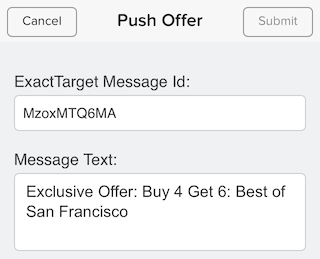 Cancel Push Offer Submit
ExactTarget Message Id:
MzoxMTQ6MA
Message Text:
Exclusive Offer: Buy 4 Get 6: Best of
San Francisco